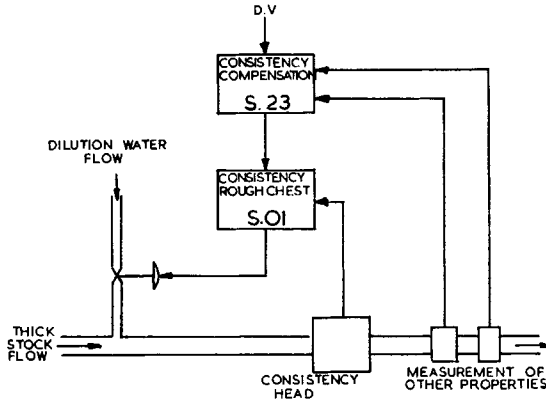 D.V
CONSISTENCY
COMPENSATION
S.23
DILUTION WATER
FLOW
CONSISTENCY
ROUGH CHEST
S.01
THICK
STOCK
FLOW
CONSISTENCY
HEAD
MEASUREMENT OF
OTHER PROPERTIES